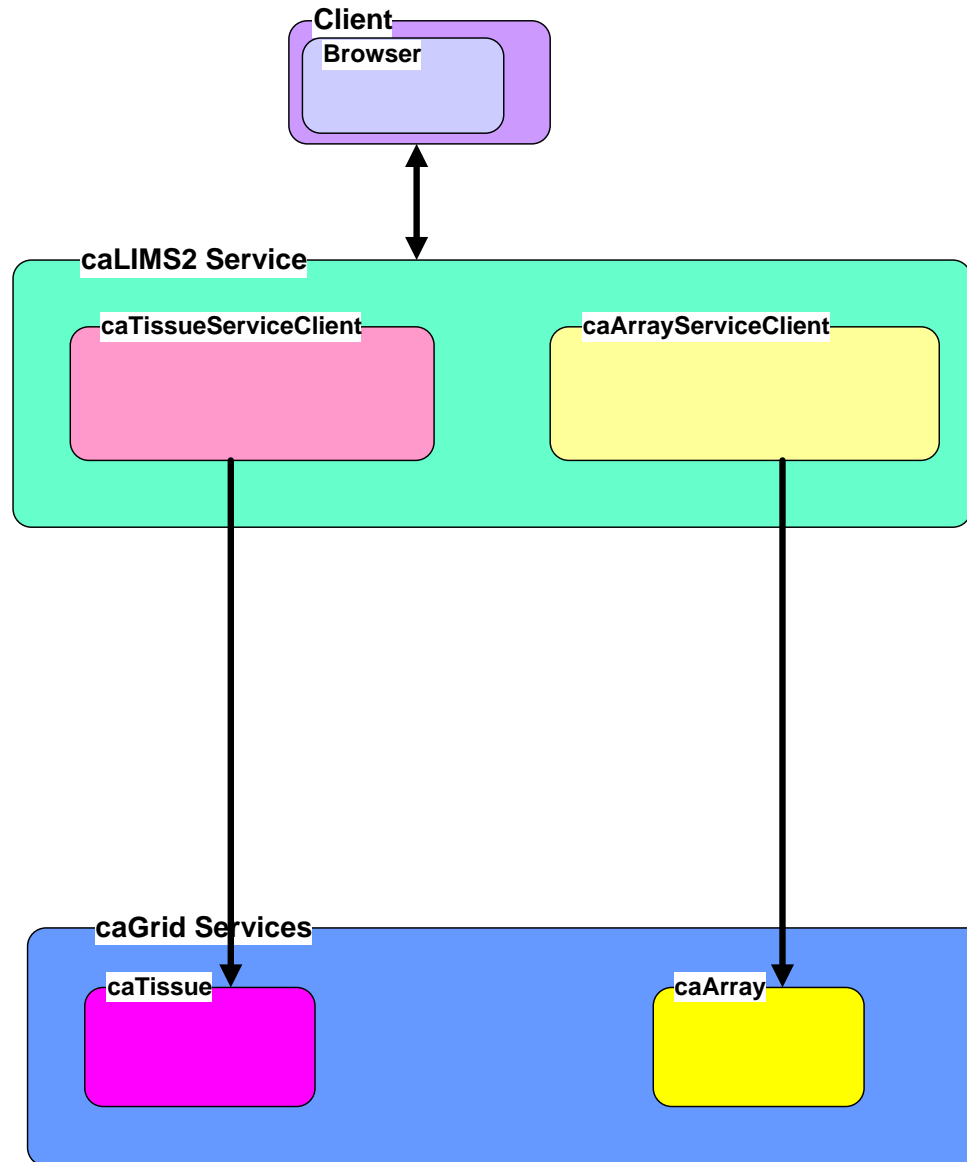 Client
Browser
caLIMS2 Service
caTissueServiceClient
caArrayServiceClient
caGrid Services
caTissue
caArray